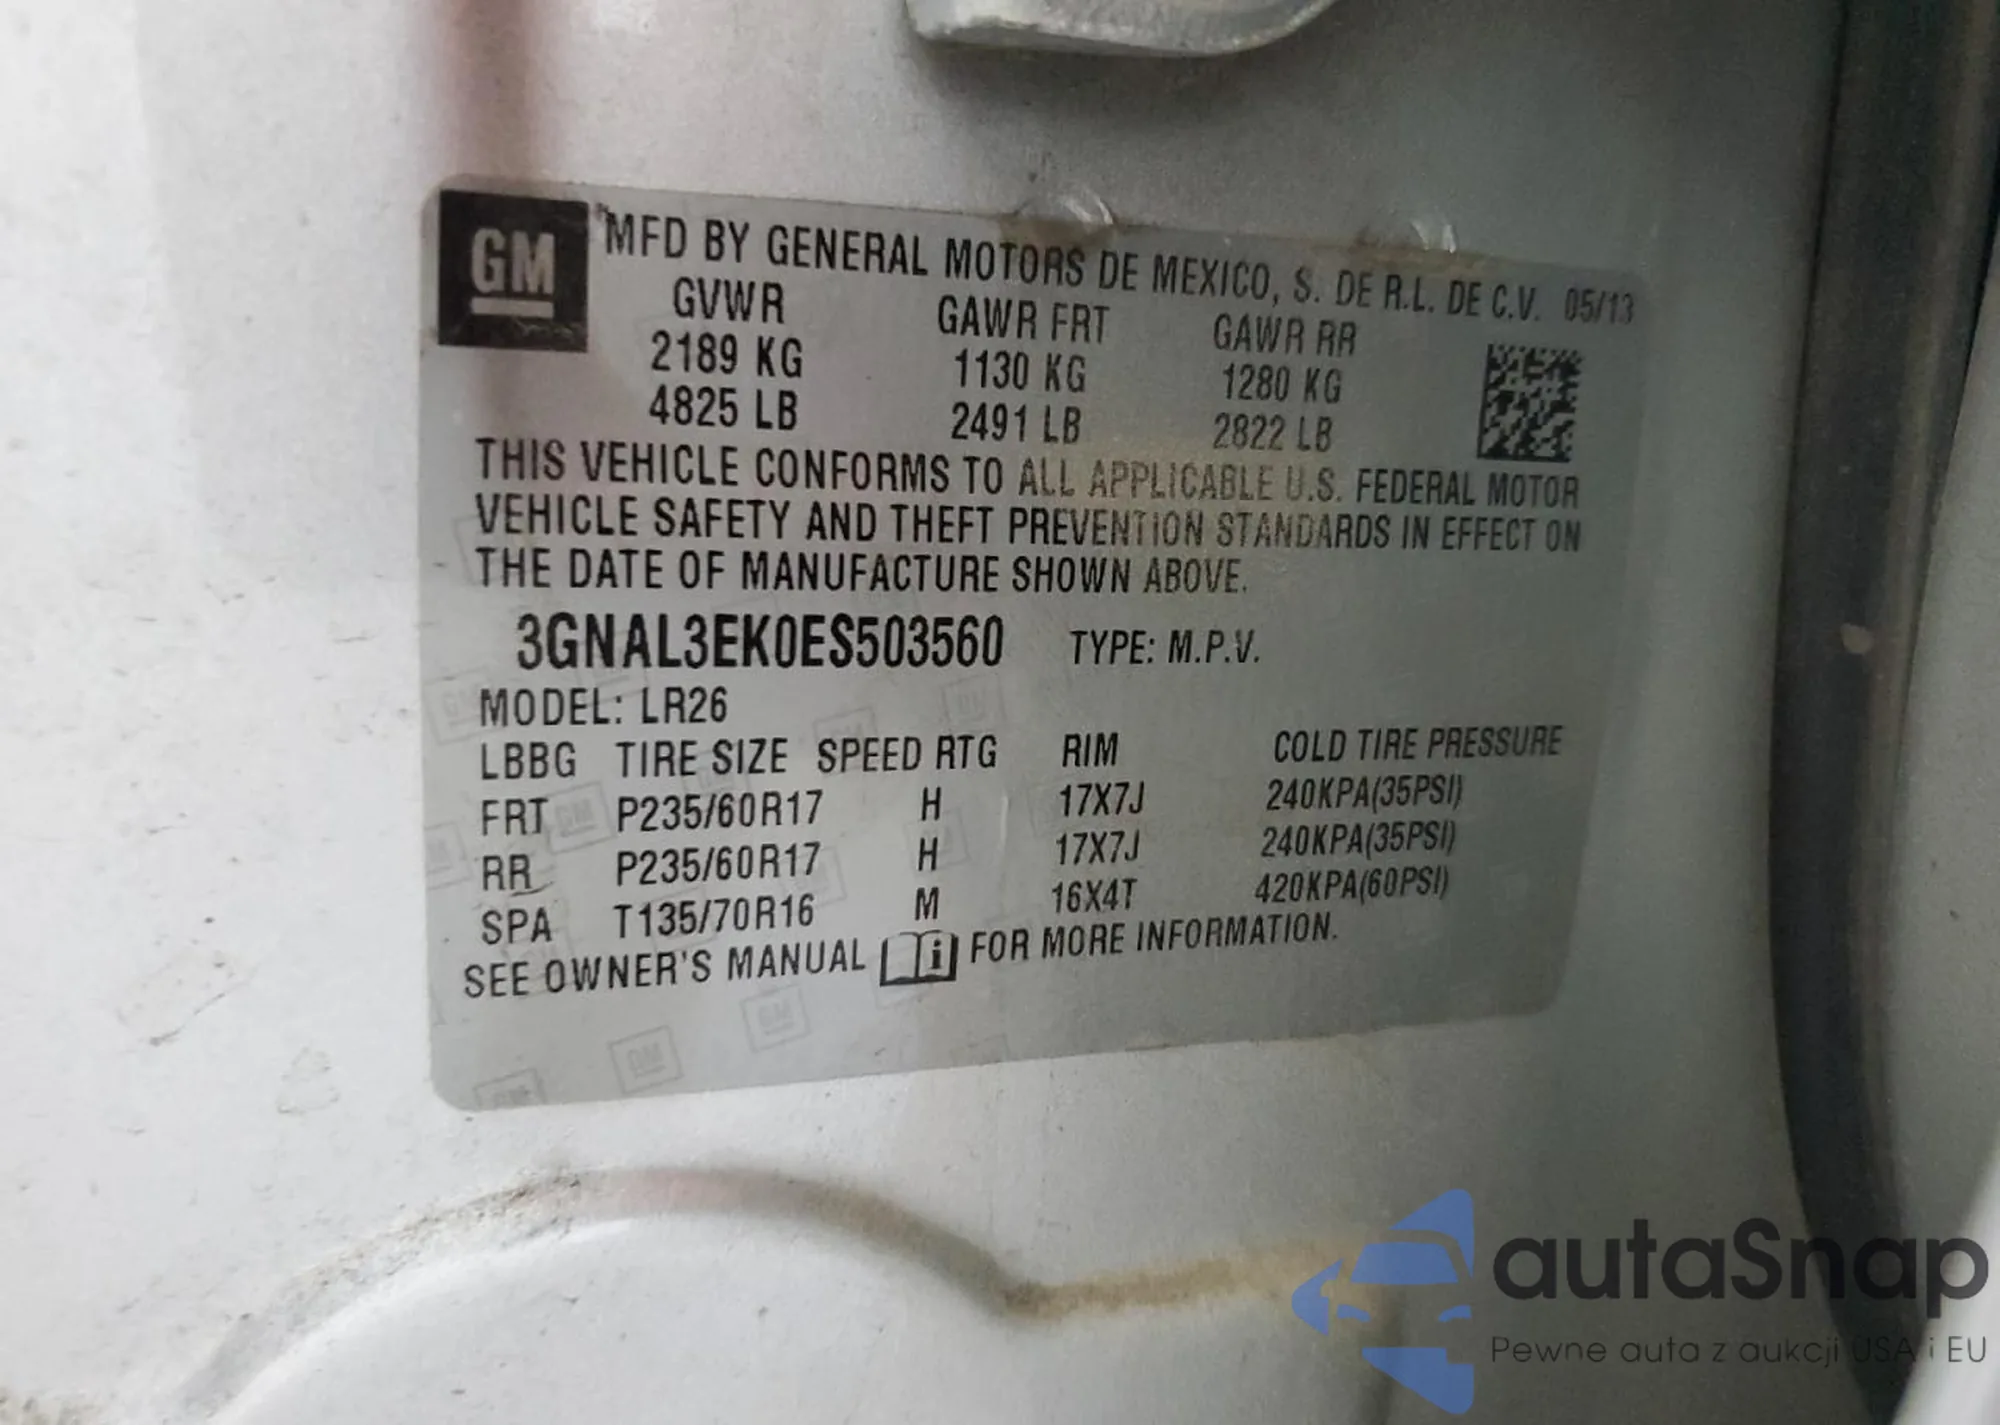 GM
MFD BY GENERAL MOTORS DE MEXICO, S. DE R.L. DE C.V. 05/13
GVWR GAWR FRT GAWR RR
2189 KG 1130 KG 1280 KG
4825 LB 2491 LB 2822 LB
THIS VEHICLE CONFORMS TO ALL APPLICABLE U.S. FEDERAL MOTOR
VEHICLE SAFETY AND THEFT PREVENTION STANDARDS IN EFFECT ON
THE DATE OF MANUFACTURE SHOWN ABOVE.
3GNAL3EK0ES503560 TYPE: M.P.V.
MODEL: LR26
LBBG TIRE SIZE SPEED RTG RIM COLD TIRE PRESSURE
FRT P235/60R17 H 17X7J 240KPA(35PSI)
RR P235/60R17 H 17X7J 240KPA(35PSI)
SPA T135/70R16 M 16X4T 420KPA(60PSI)
SEE OWNER'S MANUAL i FOR MORE INFORMATION.
autaSnap
Pewne auta z aukcji USA i EU